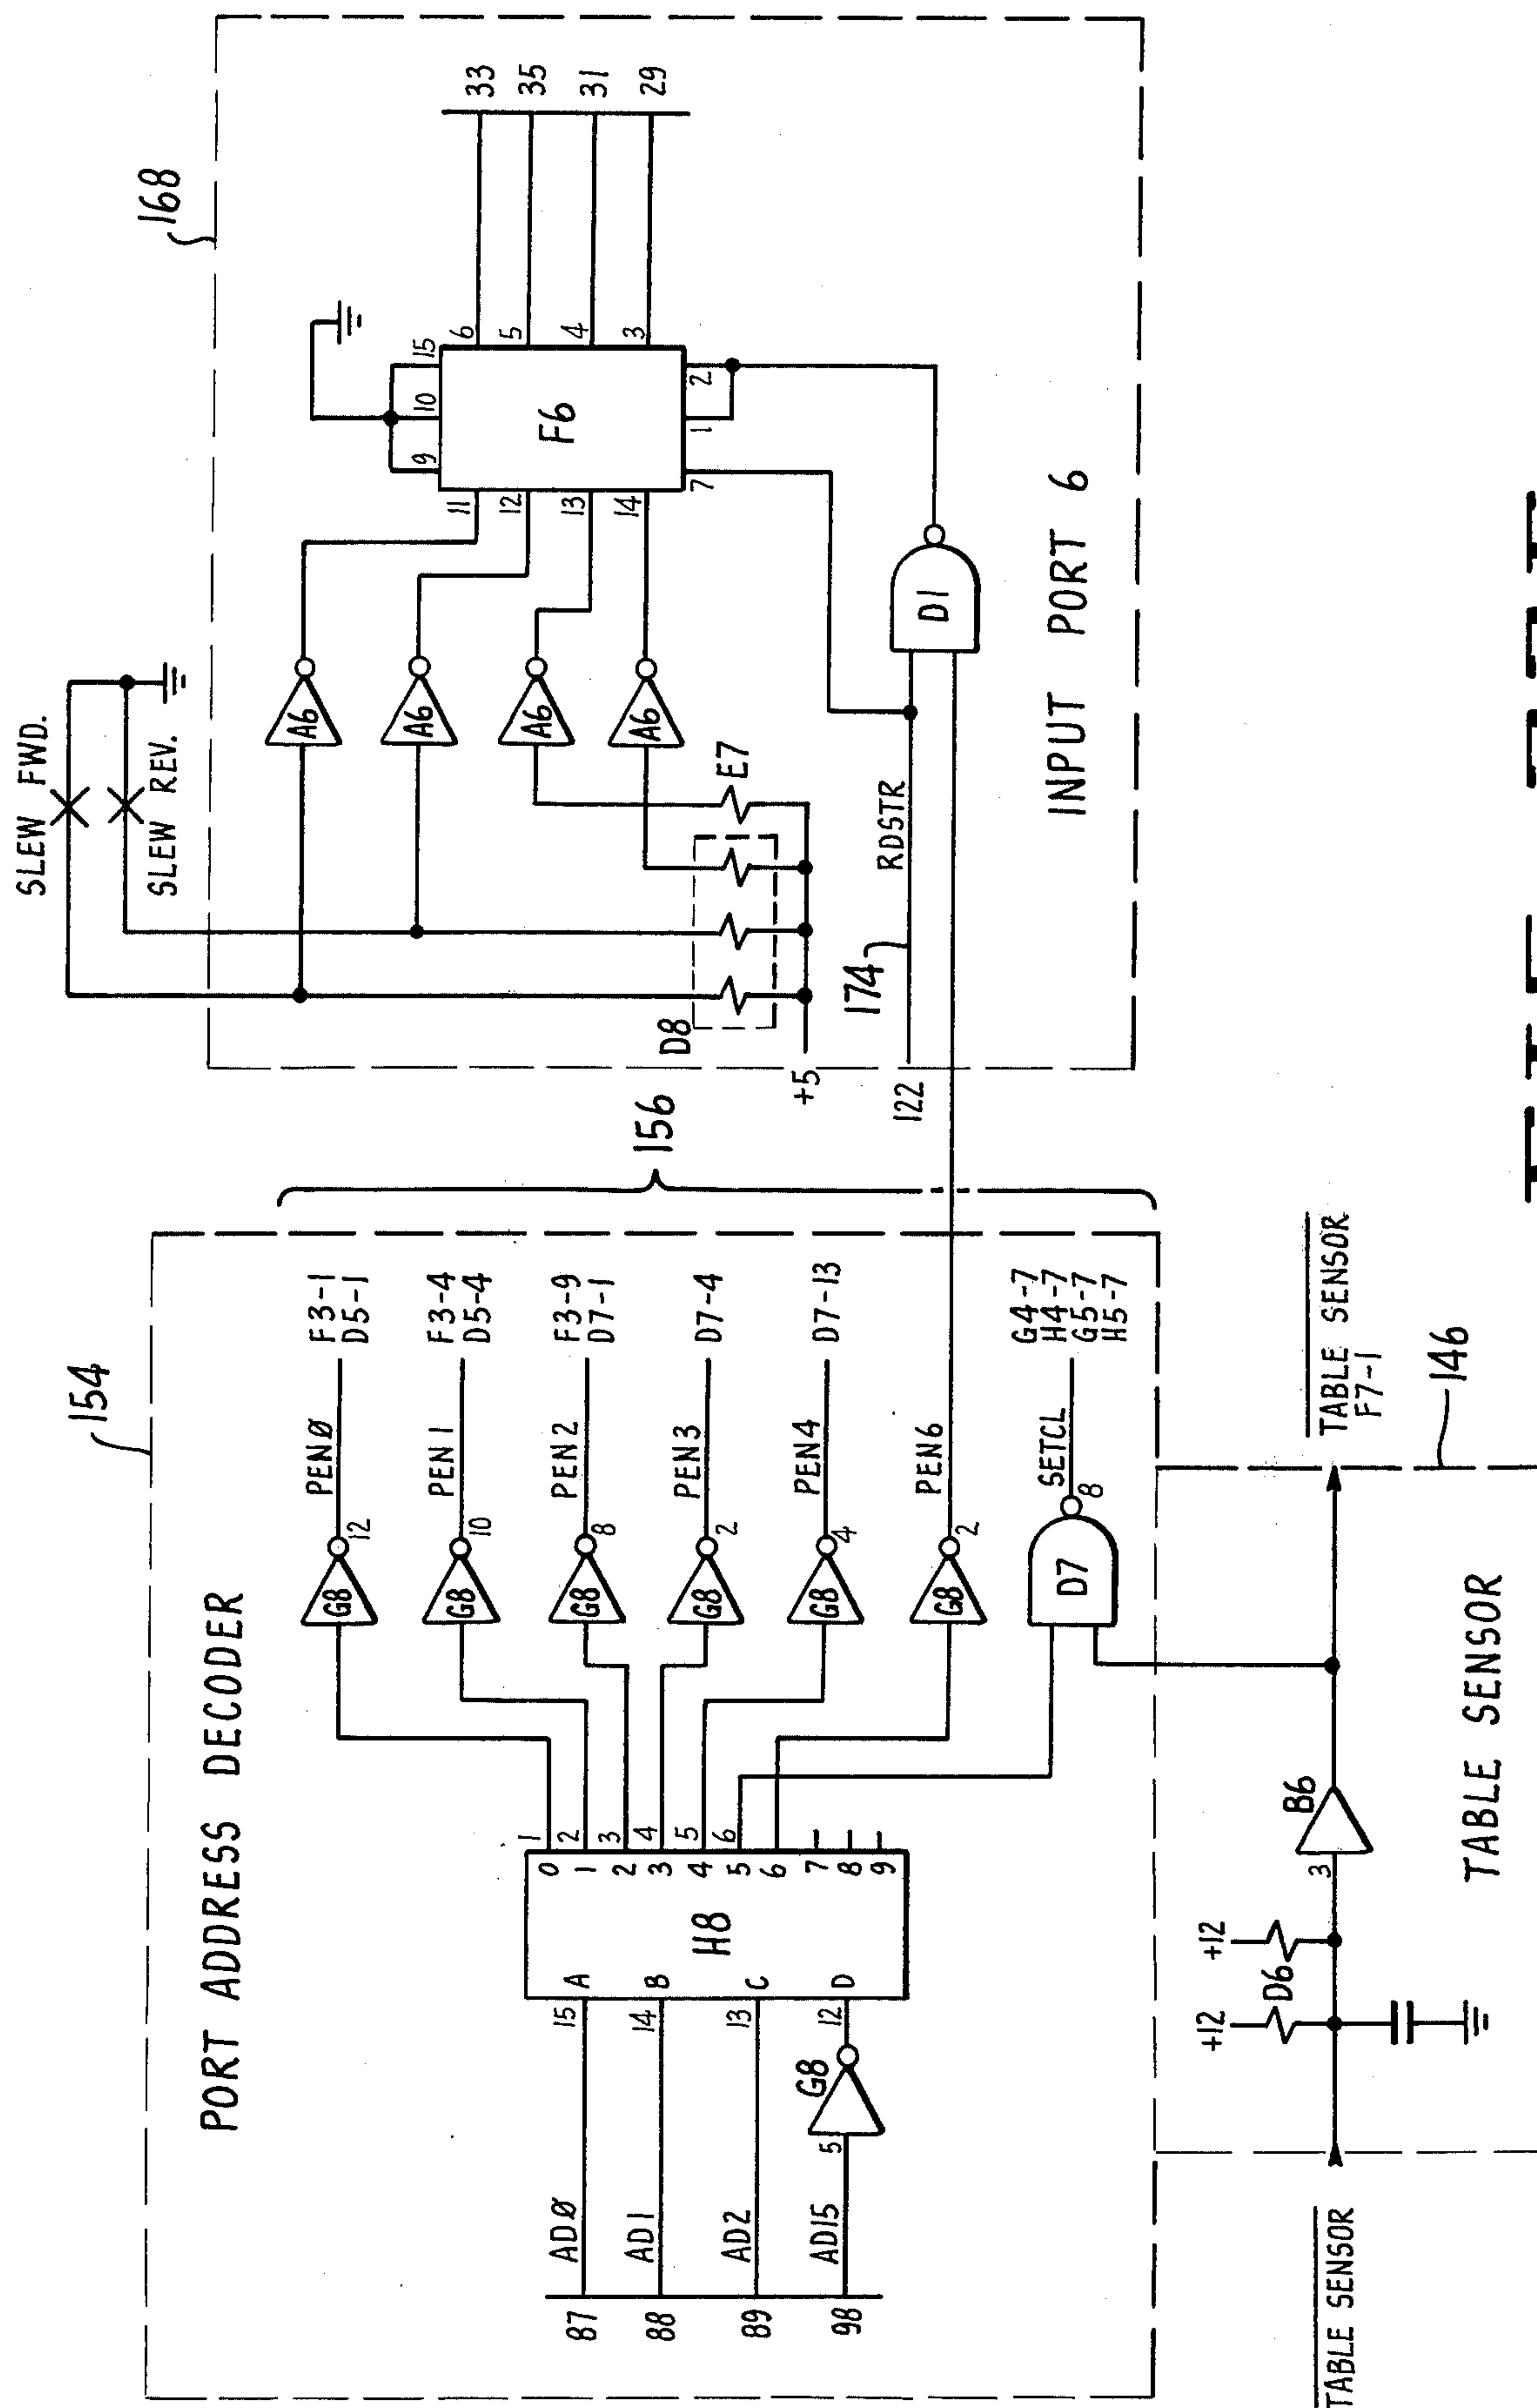 PORT ADDRESS DECODER
154
87
88
89
98
ADØ
AD1
AD2
AD15
15
14
13
12
5
G8
A
B
C
D
H8
0
1
2
3
4
5
6
7
8
9
1
2
3
4
5
6
G8
12
PENØ
F3-1
D5-1
G8
10
PEN1
F3-4
D5-4
G8
8
PEN2
F3-9
D7-1
G8
2
PEN3
D7-4
G8
4
PEN4
D7-13
G8
2
PEN6
D7
8
SETCL
G4-7
H4-7
G5-7
H5-7
156
TABLE SENSOR
+12
+12
D6
3
B6
TABLE SENSOR
F7-1
TABLE SENSOR
146
168
SLEW FWD.
SLEW REV.
A6
A6
A6
A6
D8
E7
+5
122
174
RDSTR
D1
11
12
13
14
9
10
15
F6
7
1
2
6
5
4
3
33
35
31
29
INPUT PORT 6